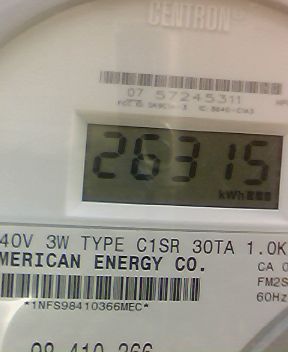 CENTRON®
07 57245311
26315
kWh
40V 3W TYPE C1SR 30TA 1.0K
MERICAN ENERGY CO.
CA 0
FM2S
60Hz
*1NFS98410366MEC*
98 410 366